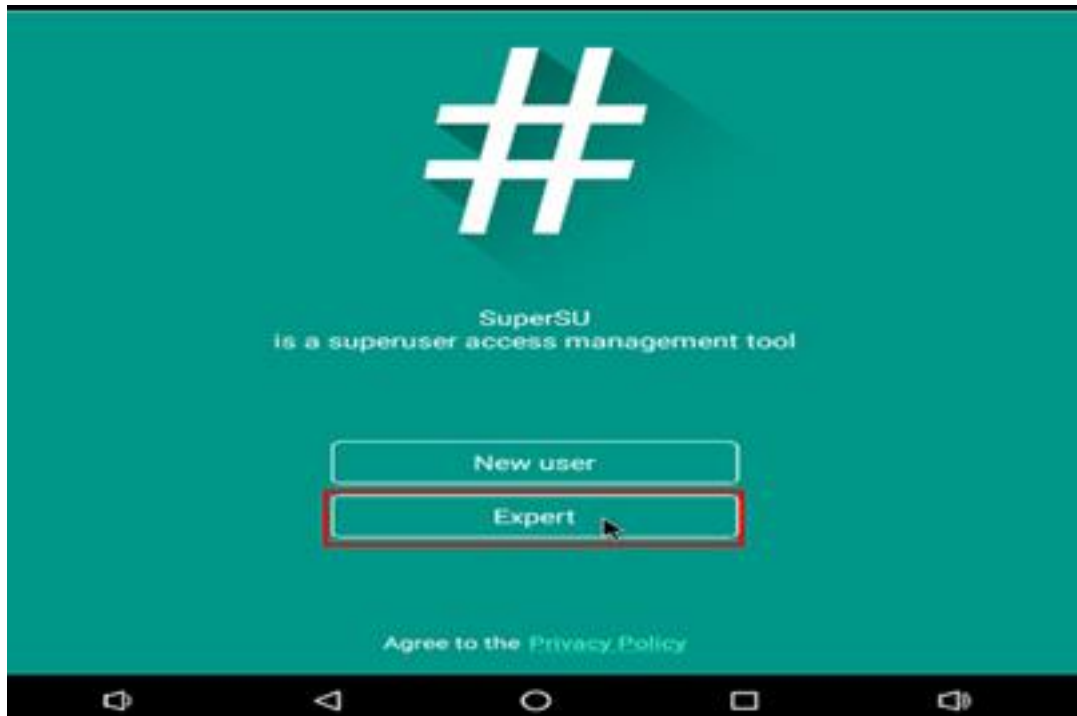 #
SuperSU
is a superuser access management tool
New user
Expert
Agree to the Privacy Policy